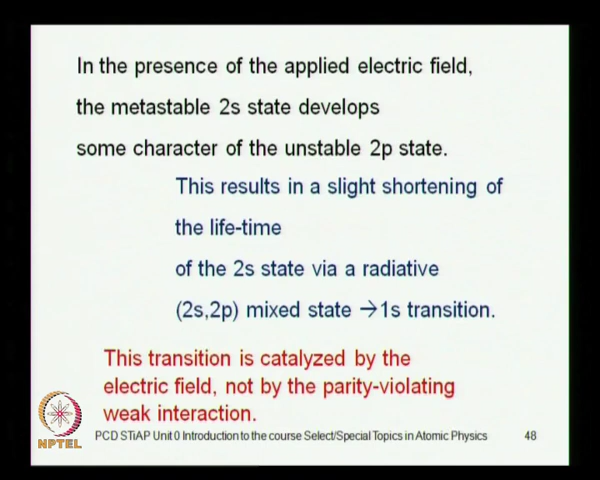 In the presence of the applied electric field,
the metastable 2s state develops
some character of the unstable 2p state.
This results in a slight shortening of
the life-time
of the 2s state via a radiative
(2s,2p) mixed state →1s transition.
This transition is catalyzed by the
electric field, not by the parity-violating
weak interaction.
NPTEL
PCD STiAP Unit 0 Introduction to the course Select/Special Topics in Atomic Physics 48